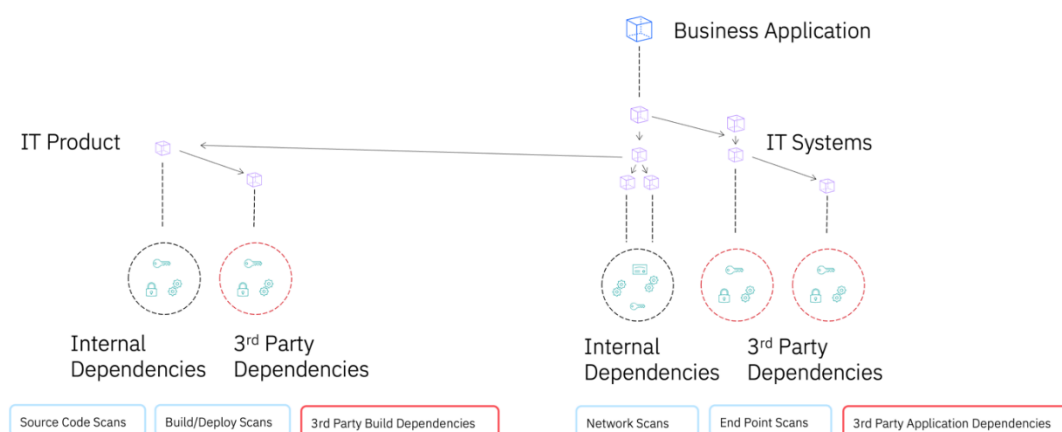 Business Application
IT Product
IT Systems
Internal
Dependencies
3rd Party
Dependencies
Internal
Dependencies
3rd Party
Dependencies
Source Code Scans
Build/Deploy Scans
3rd Party Build Dependencies
Network Scans
End Point Scans
3rd Party Application Dependencies